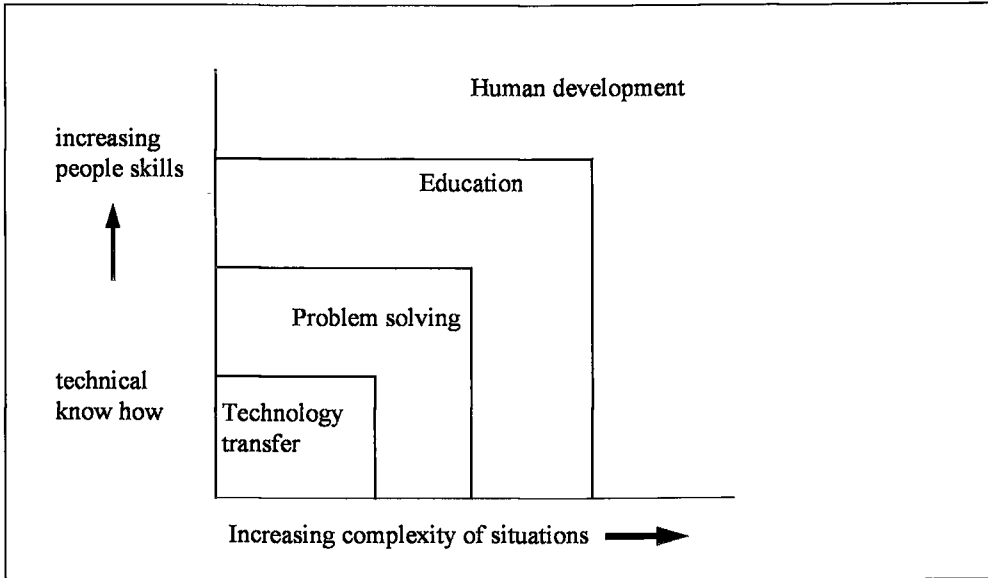 Human development
increasing
people skills
Education
Problem solving
technical
know how
Technology
transfer
Increasing complexity of situations